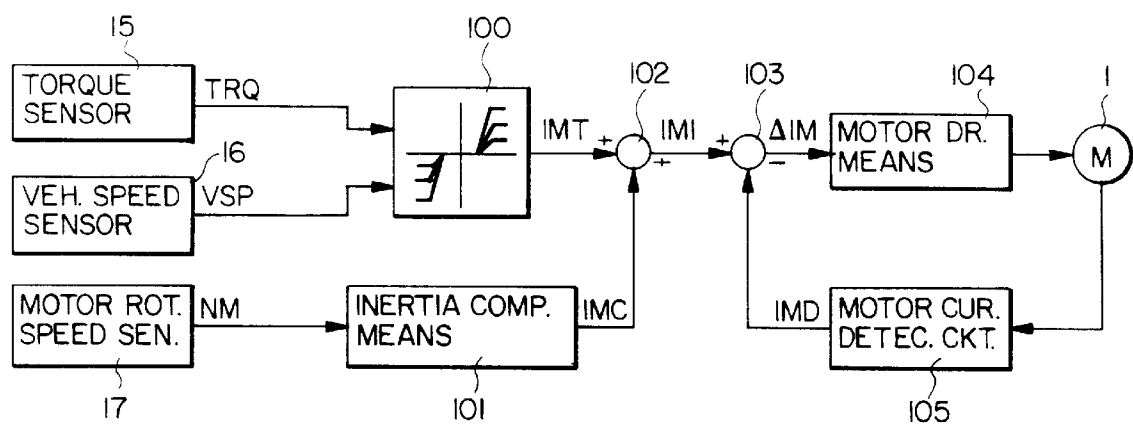 15
TORQUE
SENSOR
TRQ
16
VEH. SPEED
SENSOR
VSP
MOTOR ROT.
SPEED SEN.
NM
17
100
IMT
INERTIA COMP.
MEANS
IMC
101
102
+
+
IMI
103
+
−
ΔIM
104
MOTOR DR.
MEANS
1
M
IMD
MOTOR CUR.
DETEC. CKT.
105